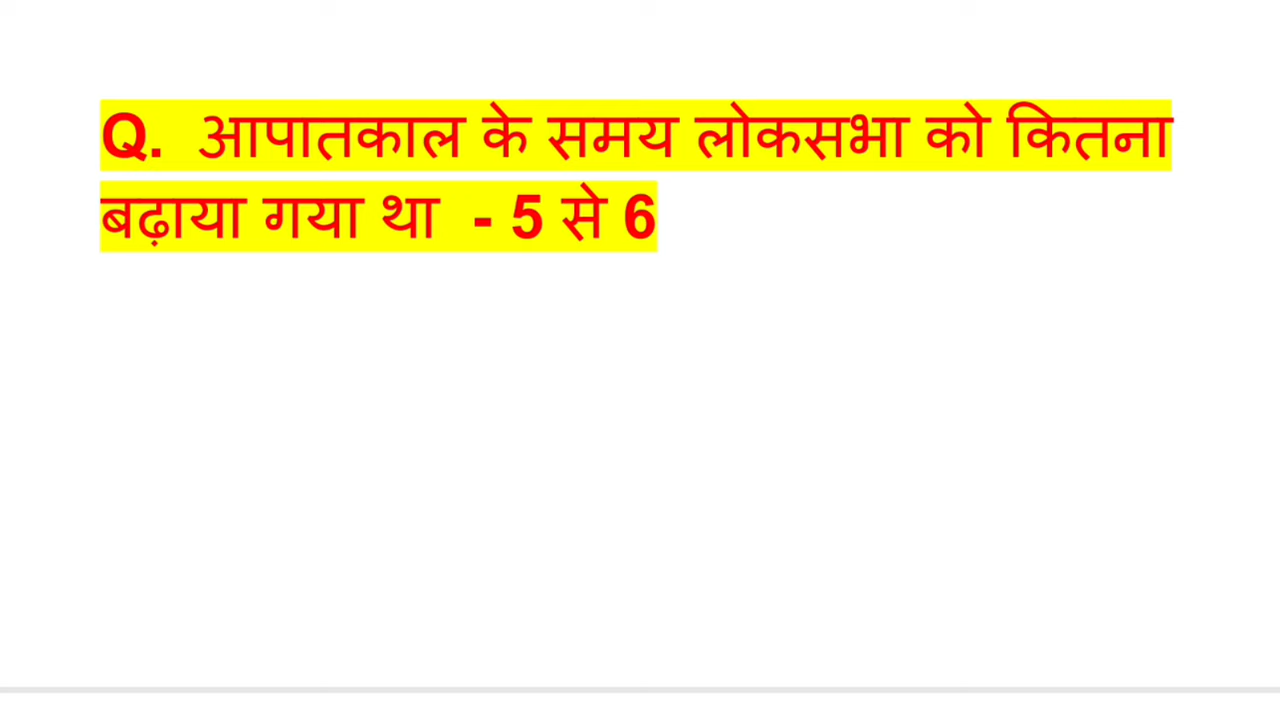 Q. आपातकाल के समय लोकसभा को कितना
बढ़ाया गया था - 5 से 6